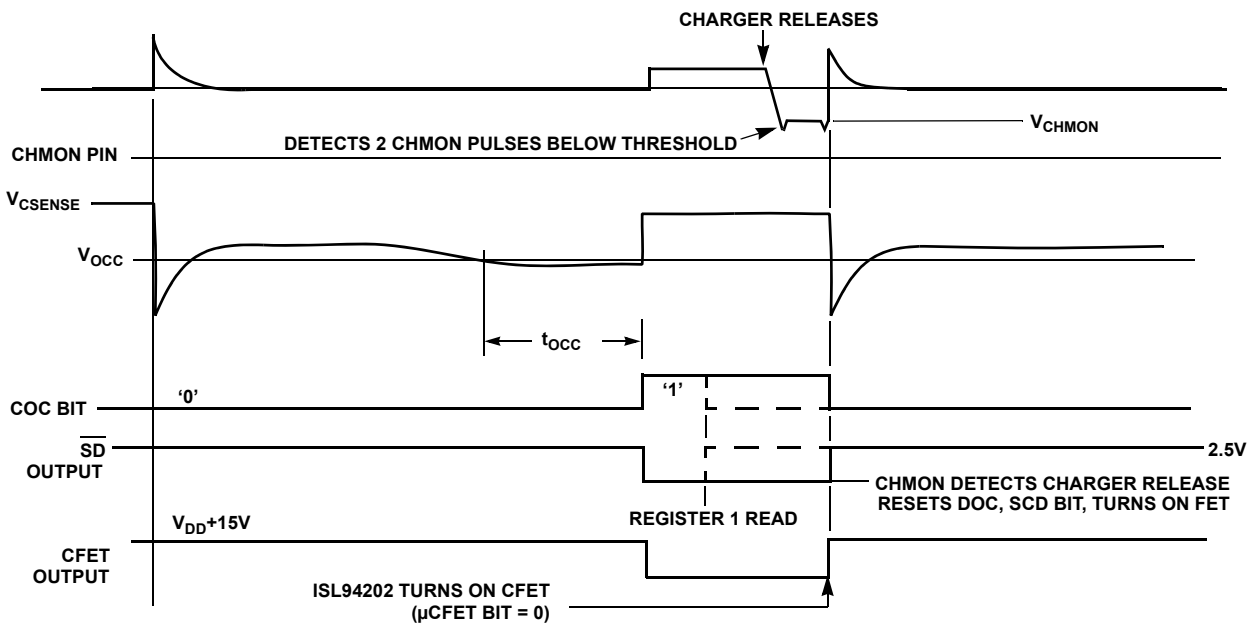 CHARGER RELEASES
DETECTS 2 CHMON PULSES BELOW THRESHOLD
VCHMON
CHMON PIN
VCSENSE
VOCC
tOCC
‘0’
‘1’
COC BIT
SD
OUTPUT
2.5V
CHMON DETECTS CHARGER RELEASE
RESETS DOC, SCD BIT, TURNS ON FET
REGISTER 1 READ
VDD+15V
CFET
OUTPUT
ISL94202 TURNS ON CFET
(µCFET BIT = 0)